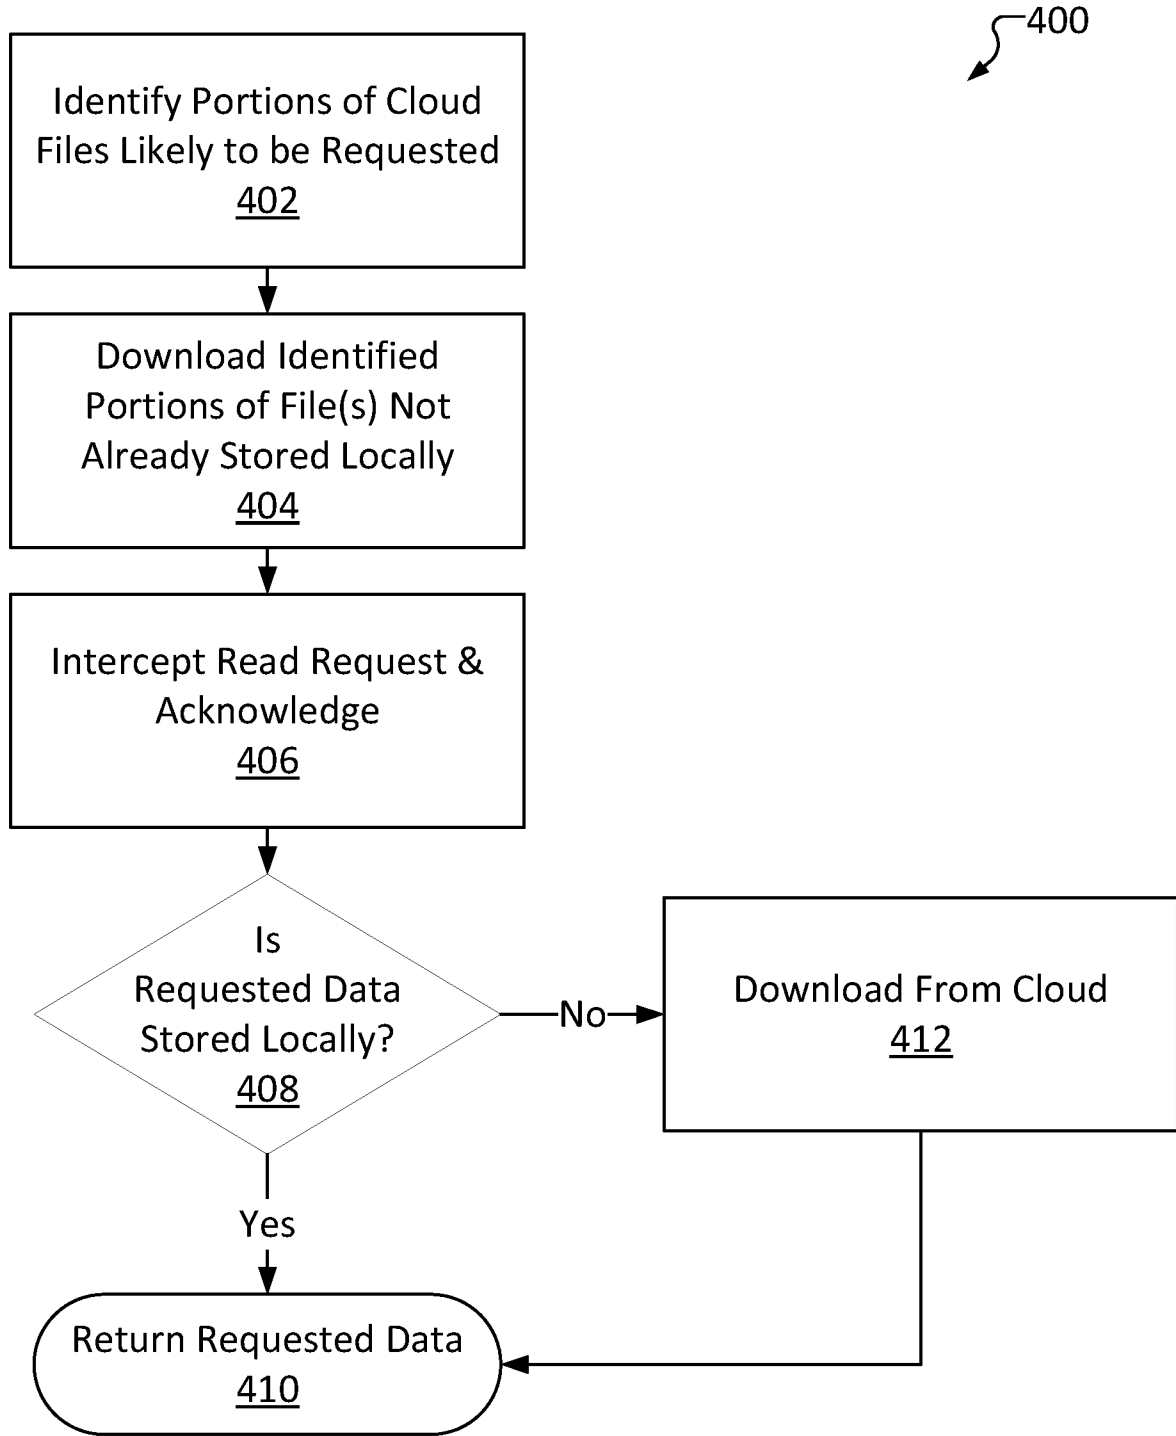 400
Identify Portions of Cloud
Files Likely to be Requested
402
Download Identified
Portions of File(s) Not
Already Stored Locally
404
Intercept Read Request &
Acknowledge
406
Is
Requested Data
Stored Locally?
408
No
Download From Cloud
412
Yes
Return Requested Data
410